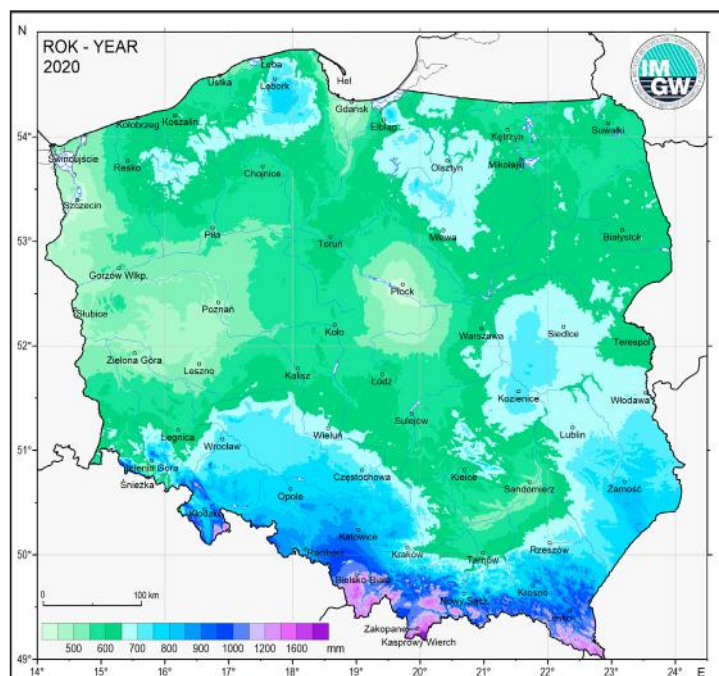 N
ROK - YEAR
2020
IM
GW
Łeba
Ustka
Lębork
Hel
Gdańsk
Kołobrzeg
Koszalin
Elbląg
Kętrzyn
Suwałki
54°
Świnoujście
Resko
Chojnice
Olsztyn
Mikołajki
Szczecin
Piła
Toruń
Mława
Białystok
53°
Gorzów Wlkp.
Płock
Słubice
Poznań
Koło
Warszawa
Siedlce
Terespol
52°
Zielona Góra
Leszno
Kalisz
Łódź
Kozienice
Włodawa
Sulejów
Legnica
Wrocław
Wieluń
Lublin
51°
Jelenia Góra
Śnieżka
Częstochowa
Kielce
Sandomierz
Zamość
Opole
Kłodzko
Katowice
Racibórz
Kraków
Tarnów
Rzeszów
50°
0 100 km
Bielsko-Biała
Nowy Sącz
Krosno
Lesko
Zakopane
Kasprowy Wierch
500 600 700 800 900 1000 1200 1600 mm
49°
14° 15° 16° 17° 18° 19° 20° 21° 22° 23° 24° E